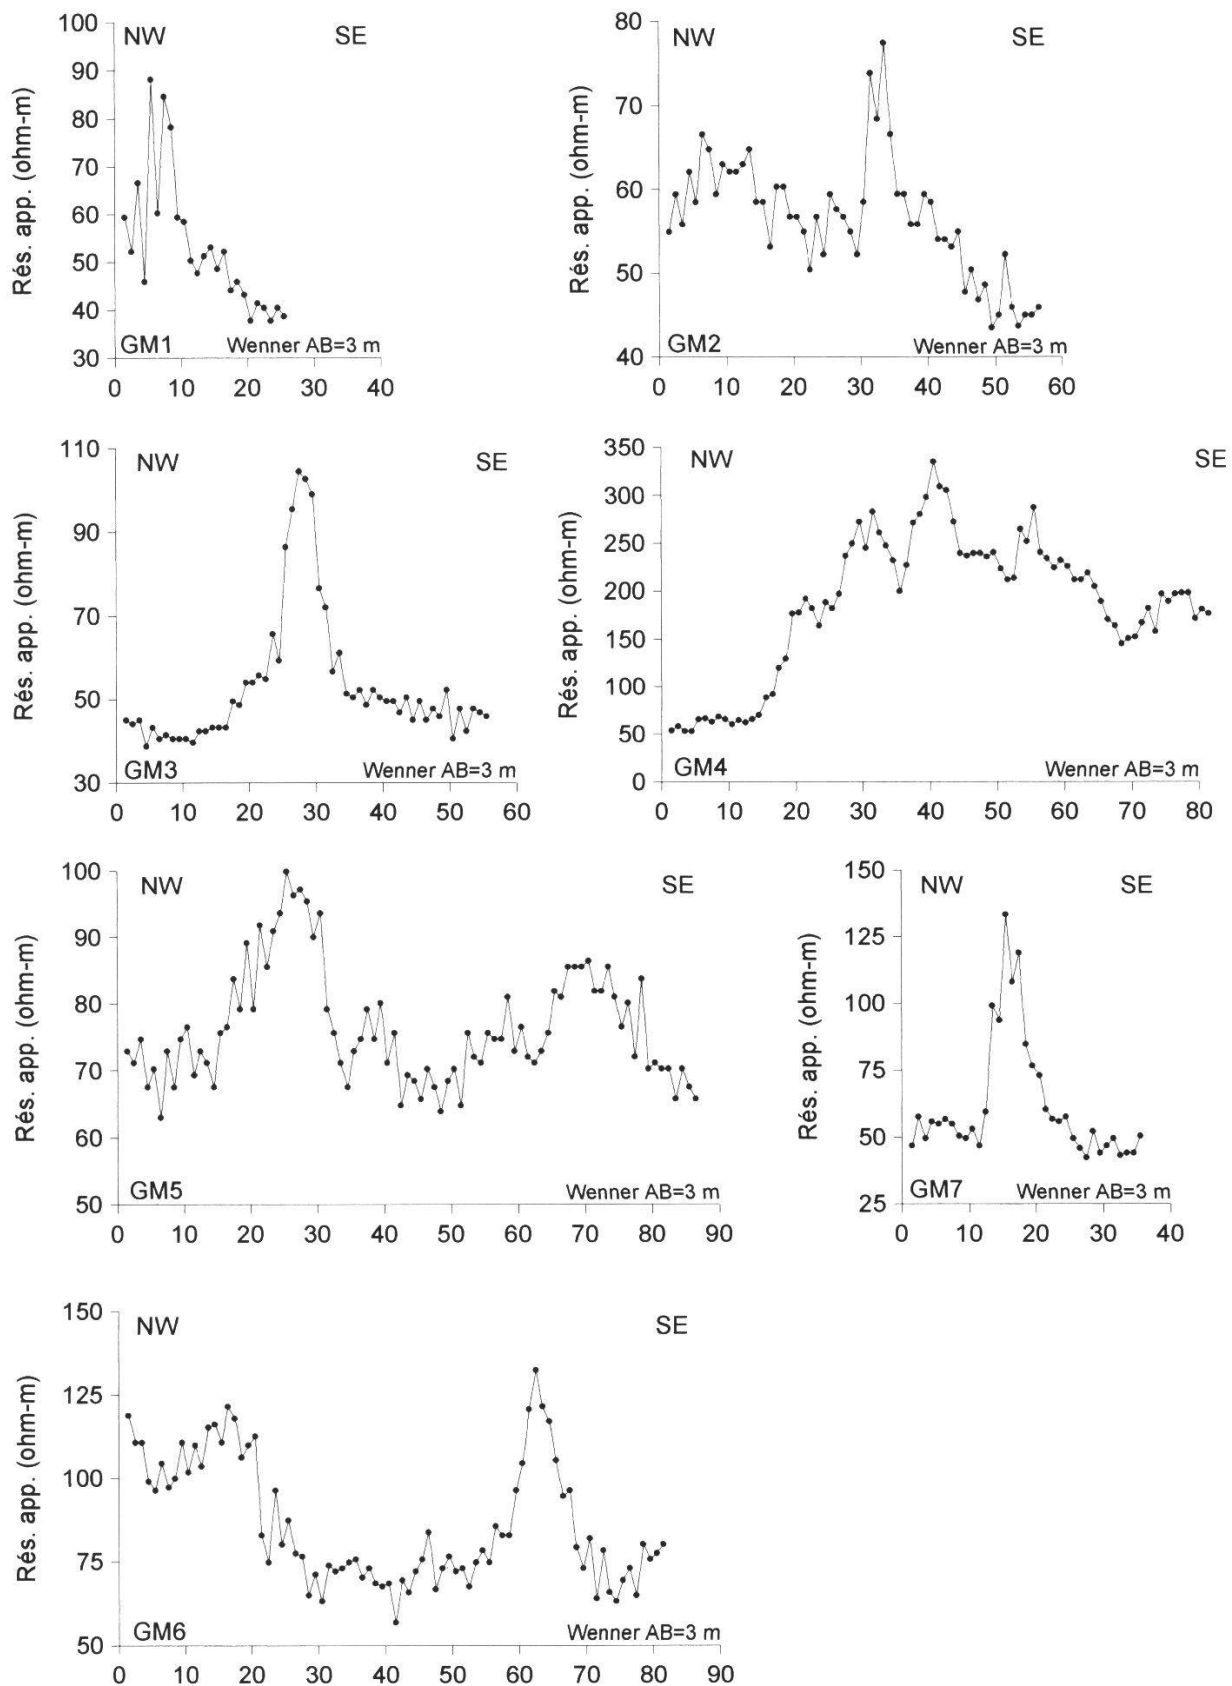 Rés. app. (ohm-m)
100
90
80
70
60
50
40
30
NW
SE
GM1
Wenner AB=3 m
0 10 20 30 40
Rés. app. (ohm-m)
80
70
60
50
40
NW
SE
GM2
Wenner AB=3 m
0 10 20 30 40 50 60
Rés. app. (ohm-m)
110
90
70
50
30
NW
SE
GM3
Wenner AB=3 m
0 10 20 30 40 50 60
Rés. app. (ohm-m)
350
300
250
200
150
100
50
0
NW
SE
GM4
Wenner AB=3 m
0 10 20 30 40 50 60 70 80
Rés. app. (ohm-m)
100
90
80
70
60
50
NW
SE
GM5
Wenner AB=3 m
0 10 20 30 40 50 60 70 80 90
Rés. app. (ohm-m)
150
125
100
75
50
25
NW
SE
GM7
Wenner AB=3 m
0 10 20 30 40
Rés. app. (ohm-m)
150
125
100
75
50
NW
SE
GM6
Wenner AB=3 m
0 10 20 30 40 50 60 70 80 90